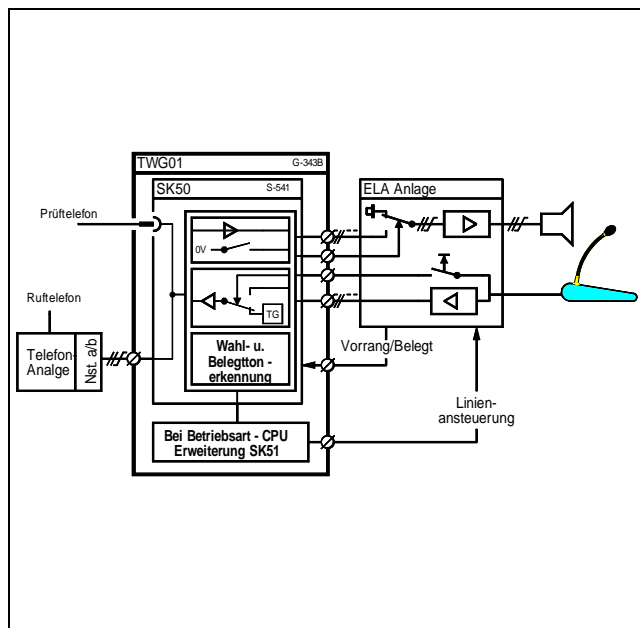 TWG01 G-343B
SK50 S-541
ELA Anlage
Prüftelefon
0V
Ruftelefon
TG
Telefon-
Analge
Nst. a/b
Wahl- u.
Belegtton -
erkennung
Vorrang/Belegt
Linien-
ansteuerung
Bei Betriebsart - CPU
Erweiterung SK51